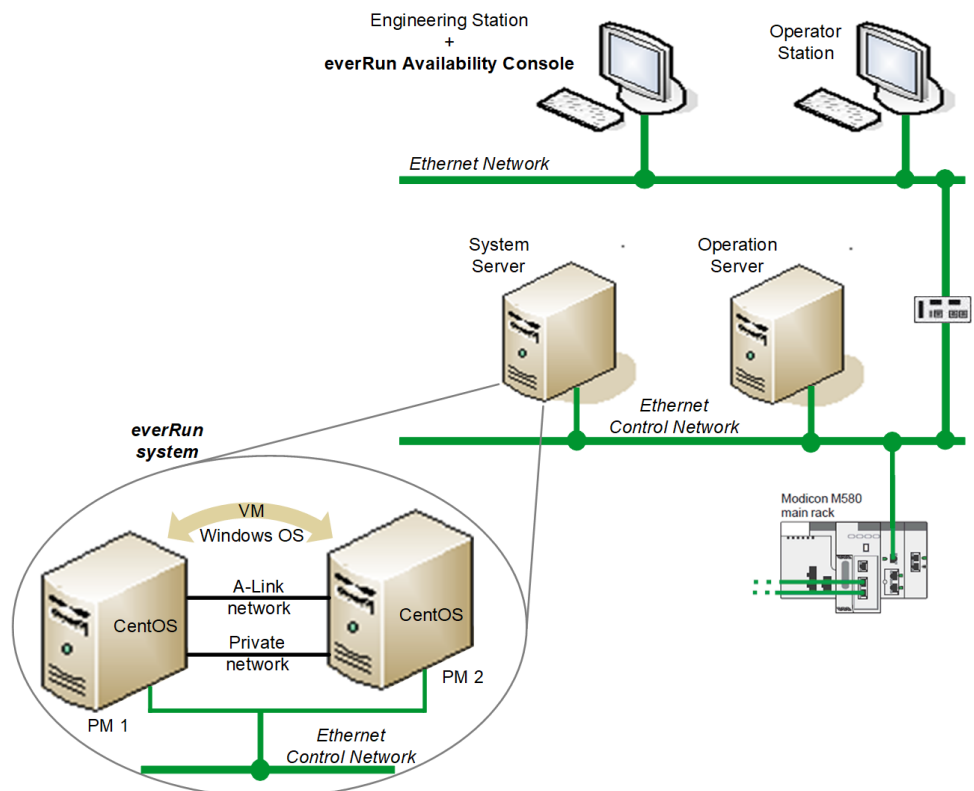 Engineering Station
+
everRun Availability Console
Operator
Station
Ethernet Network
System
Server
Operation
Server
Ethernet
Control Network
everRun
system
Modicon M580
main rack
VM
Windows OS
A-Link
network
CentOS
CentOS
Private
network
PM 1
PM 2
Ethernet
Control Network